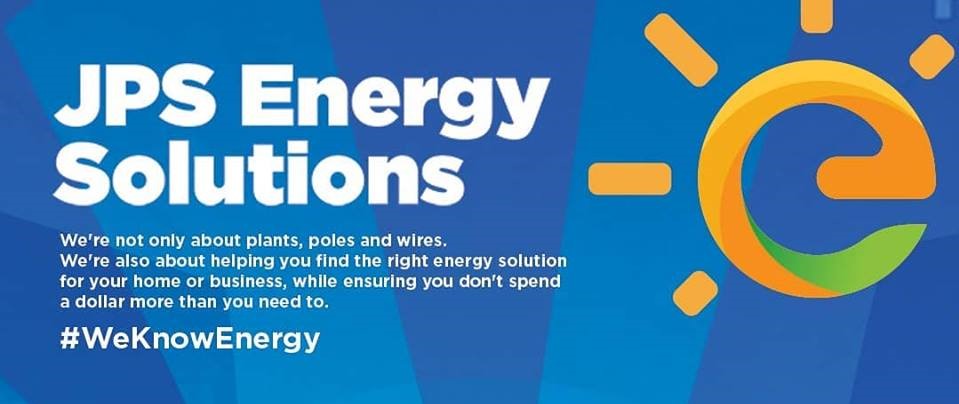 JPS Energy
Solutions
We're not only about plants, poles and wires.
We're also about helping you find the right energy solution
for your home or business, while ensuring you don't spend
a dollar more than you need to.
#WeKnowEnergy
e